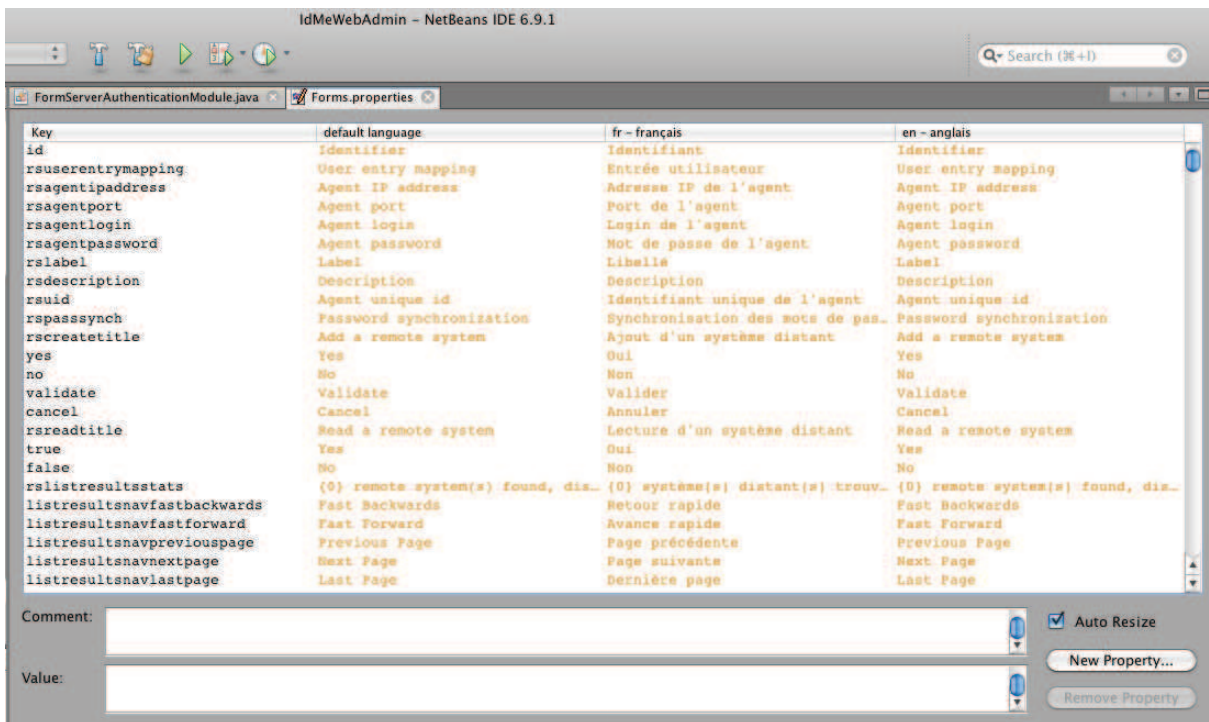 IdMeWebAdmin - NetBeans IDE 6.9.1
Search (⌘+I)
FormServerAuthenticationModule.java Forms.properties
Key default language fr - français en - anglais
id Identifier Identifiant Identifier
rsuserentrymapping User entry mapping Entrée utilisateur User entry mapping
rsagentipaddress Agent IP address Adresse IP de l'agent Agent IP address
rsagentport Agent port Port de l'agent Agent port
rsagentlogin Agent login Login de l'agent Agent login
rsagentpassword Agent password Mot de passe de l'agent Agent password
rslabel Label Libellé Label
rsdescription Description Description Description
rsuid Agent unique id Identifiant unique de l'agent Agent unique id
rspasssynch Password synchronization Synchronisation des mots de pas… Password synchronization
rscreatetitle Add a remote system Ajout d'un système distant Add a remote system
yes Yes Oui Yes
no No Non No
validate Validate Valider Validate
cancel Cancel Annuler Cancel
rsreadtitle Read a remote system Lecture d'un système distant Read a remote system
true Yes Oui Yes
false No Non No
rslistresultsstats {0} remote system(s) found, dis… {0} système(s) distant(s) trouv… {0} remote system(s) found, dis…
listresultsnavfastbackwards Fast Backwards Retour rapide Fast Backwards
listresultsnavfastforward Fast Forward Avance rapide Fast Forward
listresultsnavpreviouspage Previous Page Page précédente Previous Page
listresultsnavnextpage Next Page Page suivante Next Page
listresultsnavlastpage Last Page Dernière page Last Page
Comment:
Auto Resize
New Property...
Value:
Remove Property